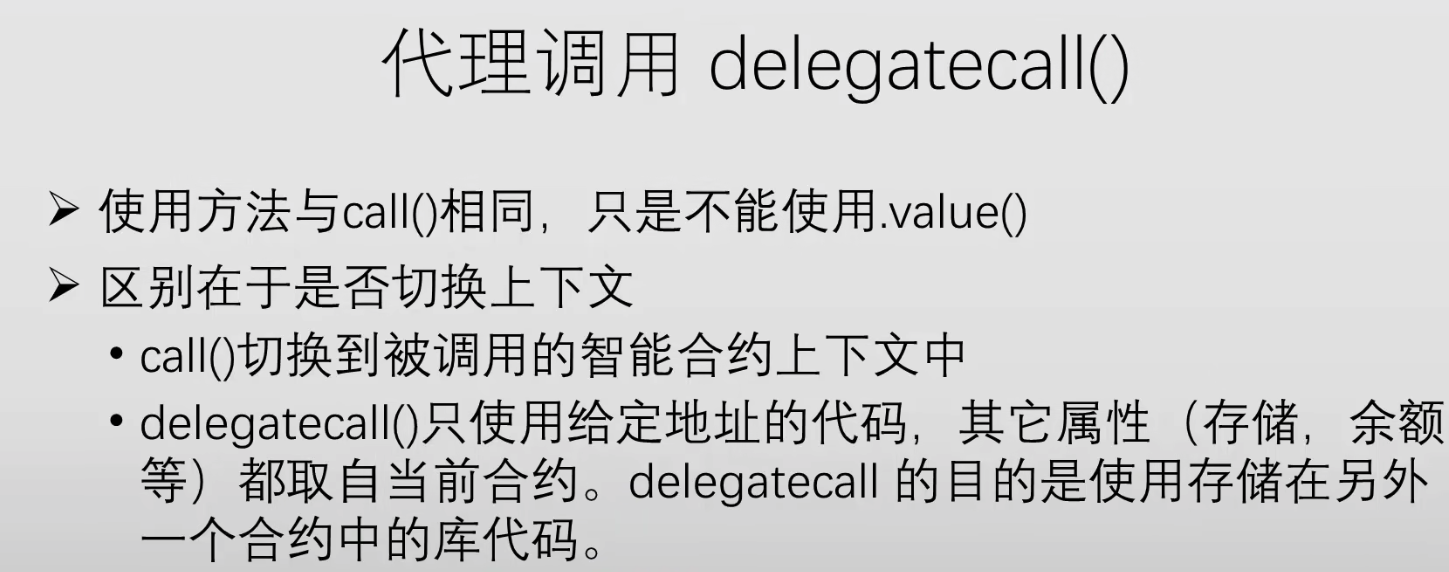 代理调用 delegatecall()
➢ 使用方法与call()相同，只是不能使用.value()
➢ 区别在于是否切换上下文
• call()切换到被调用的智能合约上下文中
• delegatecall()只使用给定地址的代码，其它属性（存储，余额
等）都取自当前合约。delegatecall 的目的是使用存储在另外
一个合约中的库代码。